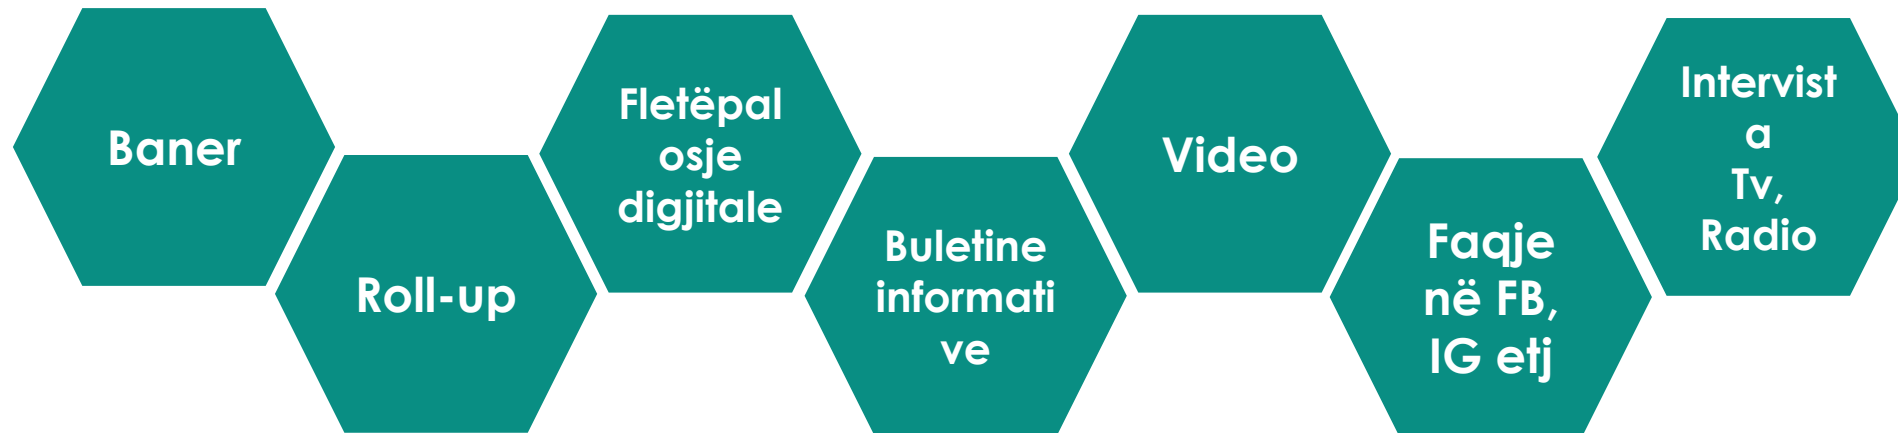 Baner
Roll-up
Fletëpal
osje
digjitale
Buletine
informati
ve
Video
Faqje
në FB,
IG etj
Intervist
a
Tv,
Radio